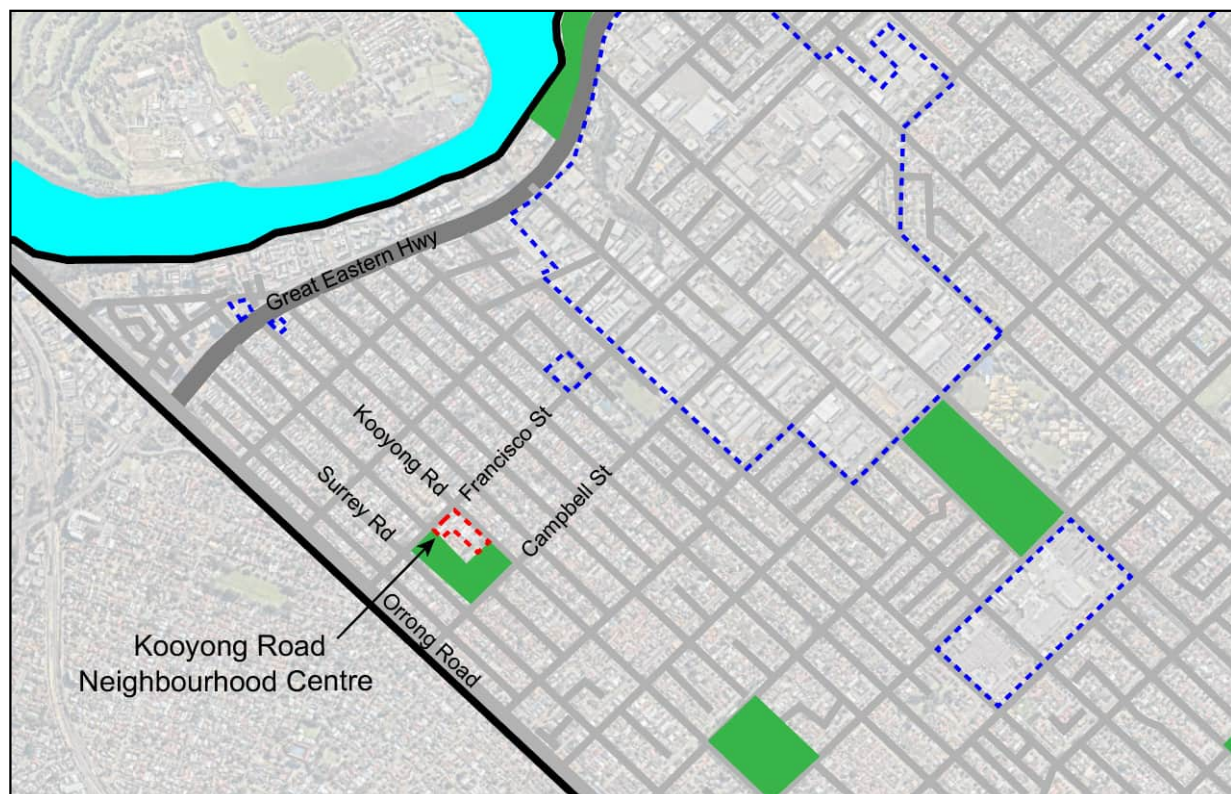 Great Eastern Hwy
Kooyong Rd
Francisco St
Surrey Rd
Campbell St
Orrong Road
Kooyong Road
Neighbourhood Centre